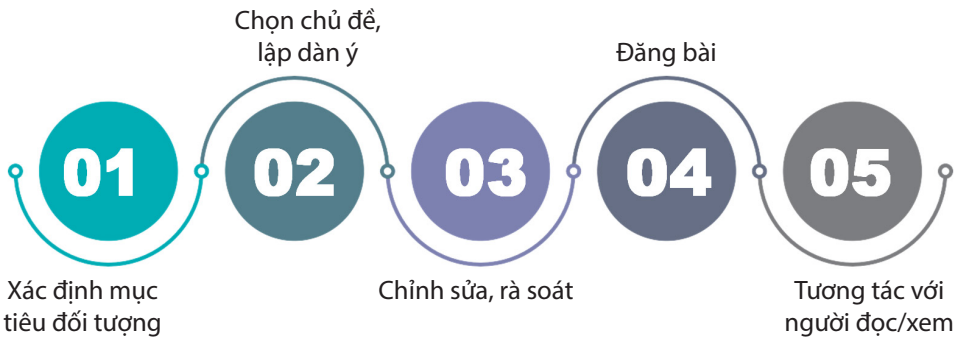 Chọn chủ đề,
lập dàn ý
Đăng bài
01
02
03
04
05
Xác định mục
tiêu đối tượng
Chỉnh sửa, rà soát
Tương tác với
người đọc/xem